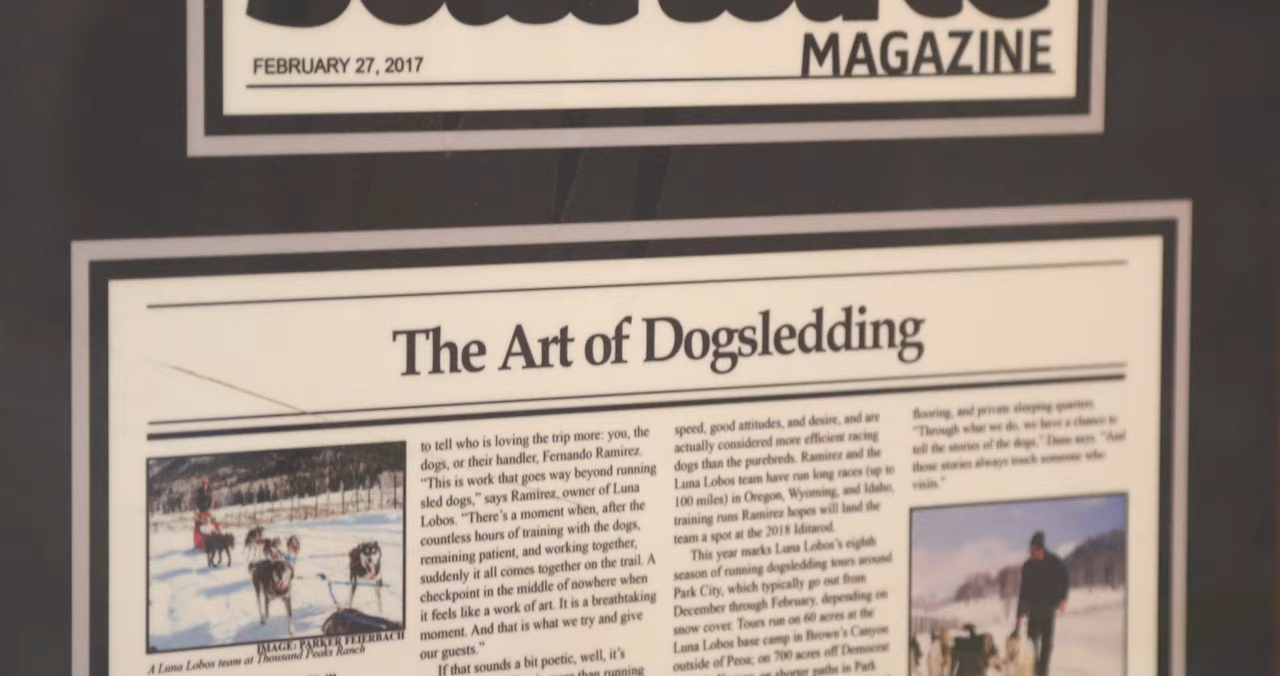 FEBRUARY 27, 2017
MAGAZINE
The Art of Dogsledding
IMAGE: PARKER FEIERBACH
A Luna Lobos team at Thousand Peaks Ranch
to tell who is loving the trip more: you, the
dogs, or their handler, Fernando Ramirez.
“This is work that goes way beyond running
sled dogs,” says Ramirez, owner of Luna
Lobos. “There’s a moment when, after the
countless hours of training with the dogs,
remaining patient, and working together,
suddenly it all comes together on the trail. A
checkpoint in the middle of nowhere when
it feels like a work of art. It is a breathtaking
moment. And that is what we try and give
our guests.”
If that sounds a bit poetic, well, it’s
than running
speed, good attitudes, and desire, and are
actually considered more efficient racing
dogs than the purebreds. Ramirez and the
Luna Lobos team have run long races (up to
100 miles) in Oregon, Wyoming, and Idaho,
training runs Ramirez hopes will land the
team a spot at the 2018 Iditarod.
This year marks Luna Lobos’s eighth
season of running dogsledding tours around
Park City, which typically go out from
December through February, depending on
snow cover. Tours run on 60 acres at the
Luna Lobos base camp in Brown’s Canyon
outside of Peoa; on 700 acres off Democrat
on shorter paths in Park
flooring, and private sleeping quarters.
“Through what we do, we have a chance to
tell the stories of the dogs,” Dana says. “And
those stories always touch someone who
visits.”